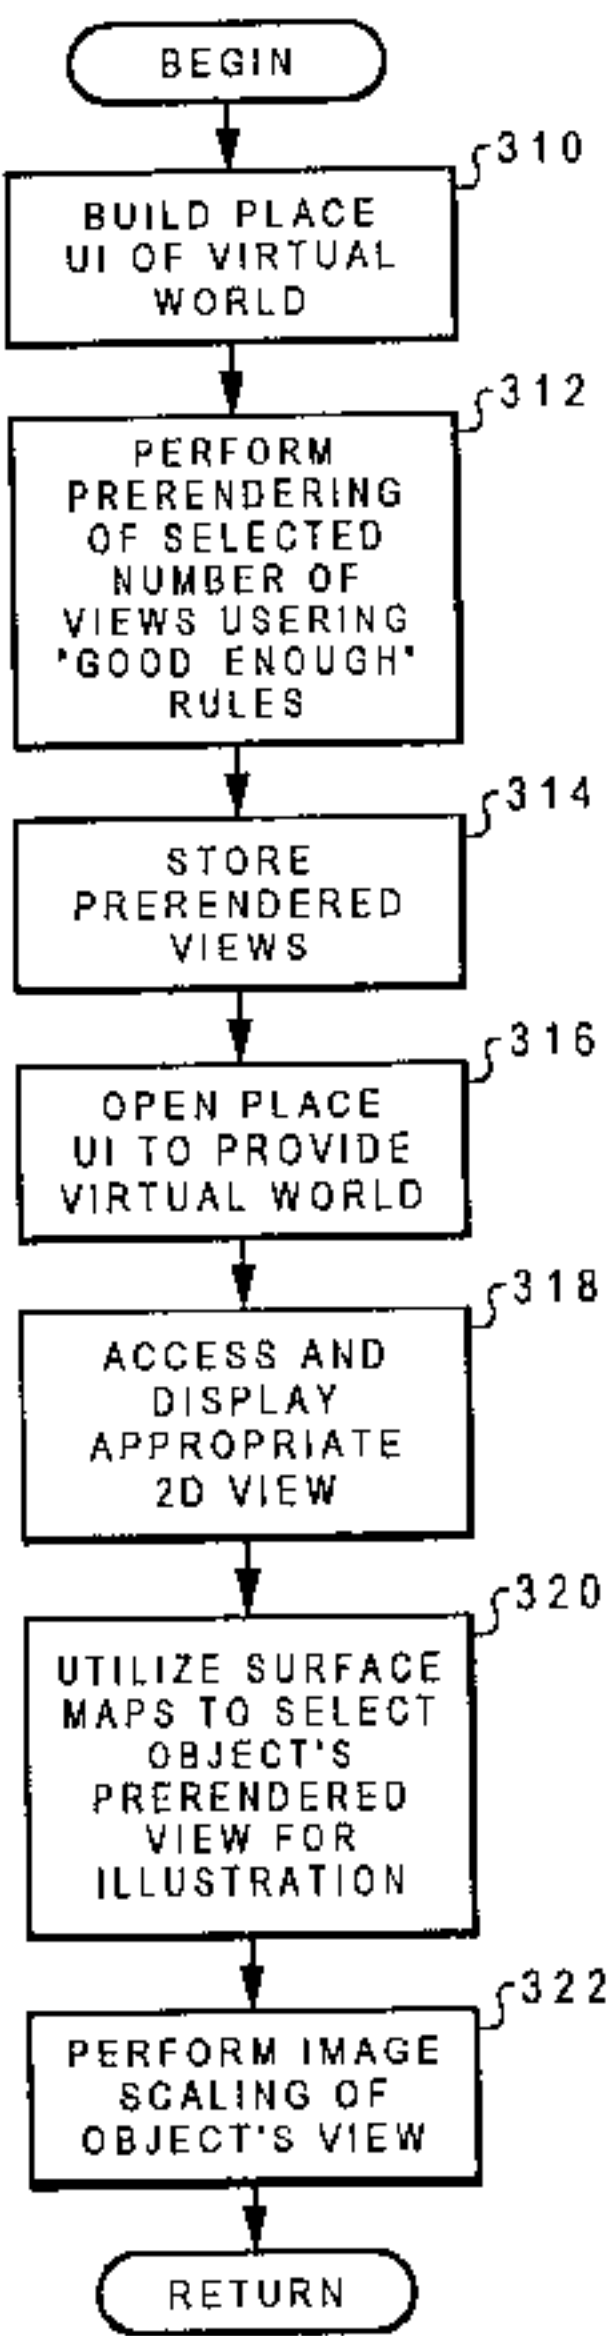 BEGIN
310
BUILD PLACE
UI OF VIRTUAL
WORLD
312
PERFORM
PRERENDERING
OF SELECTED
NUMBER OF
VIEWS USERING
"GOOD ENOUGH"
RULES
314
STORE
PRERENDERED
VIEWS
316
OPEN PLACE
UI TO PROVIDE
VIRTUAL WORLD
318
ACCESS AND
DISPLAY
APPROPRIATE
2D VIEW
320
UTILIZE SURFACE
MAPS TO SELECT
OBJECT'S
PRERENDERED
VIEW FOR
ILLUSTRATION
322
PERFORM IMAGE
SCALING OF
OBJECT'S VIEW
RETURN